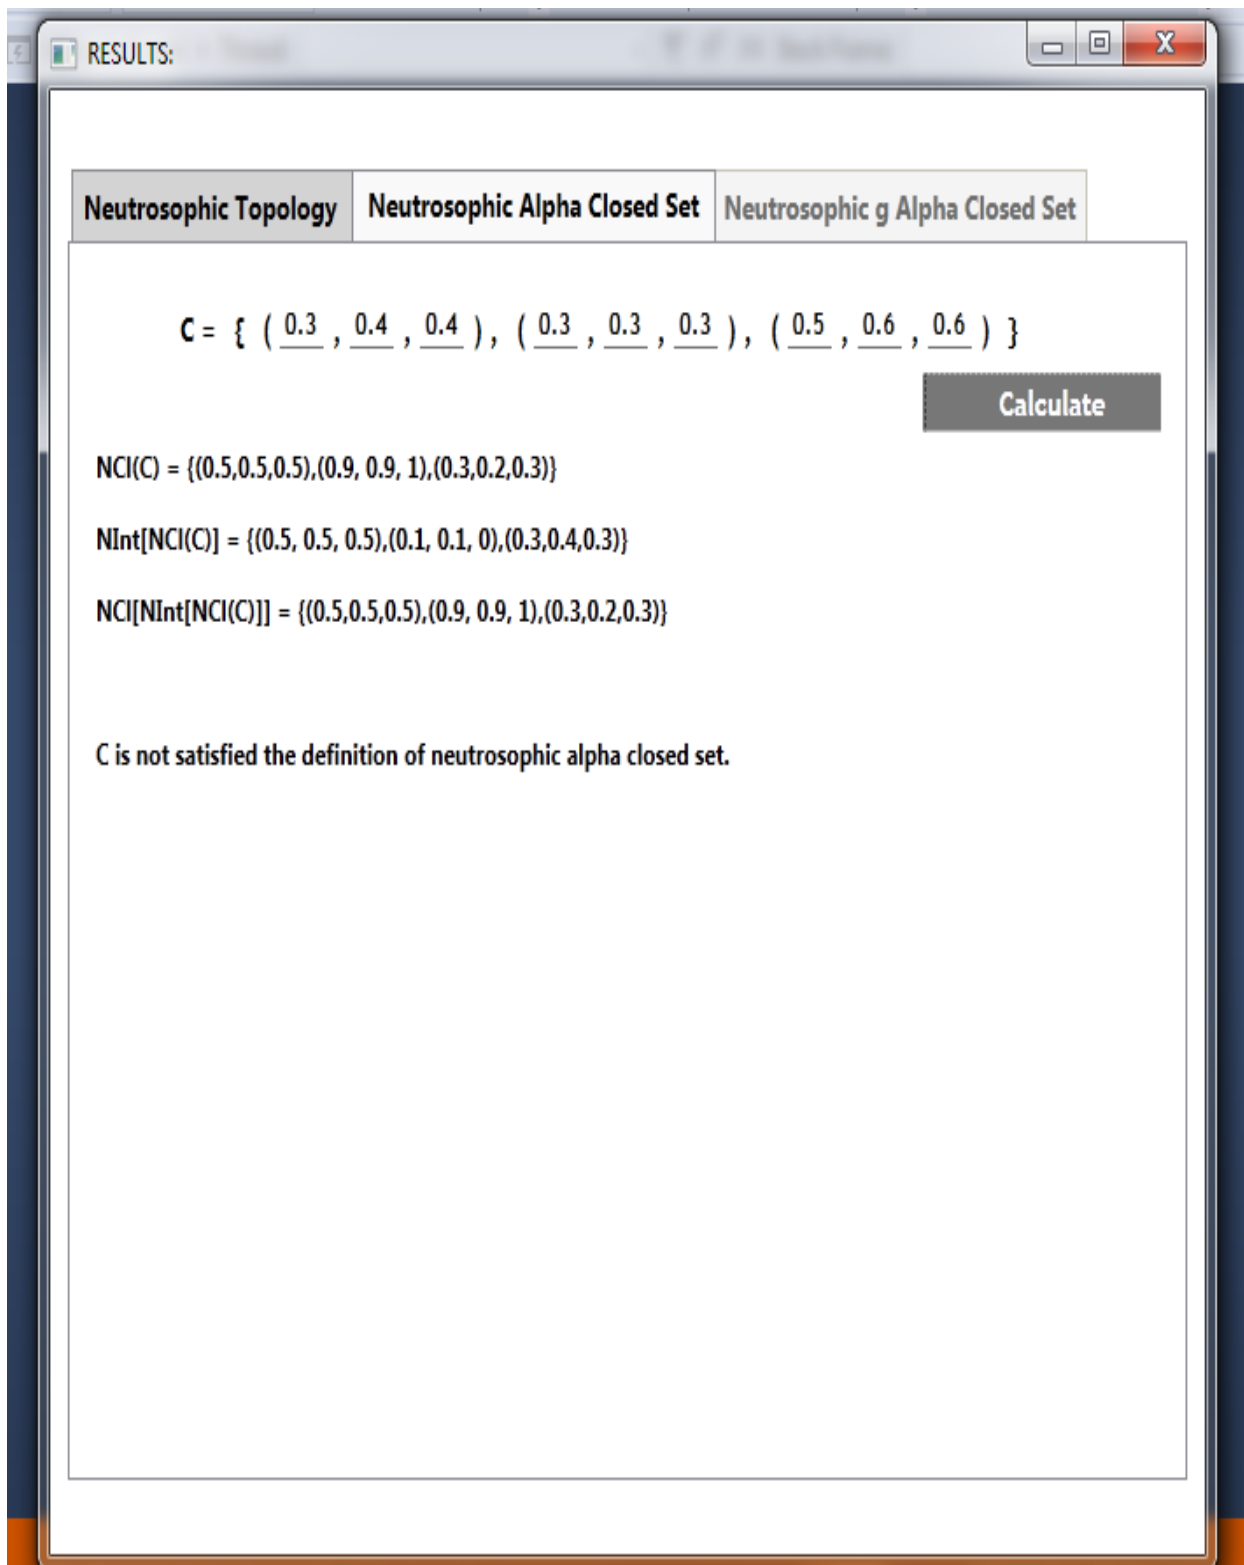 RESULTS:
X
Neutrosophic Topology Neutrosophic Alpha Closed Set Neutrosophic g Alpha Closed Set
C = { ( 0.3 , 0.4 , 0.4 ) , ( 0.3 , 0.3 , 0.3 ) , ( 0.5 , 0.6 , 0.6 ) }
Calculate
NCl(C) = {(0.5,0.5,0.5),(0.9, 0.9, 1),(0.3,0.2,0.3)}
NInt[NCl(C)] = {(0.5, 0.5, 0.5),(0.1, 0.1, 0),(0.3,0.4,0.3)}
NCl[NInt[NCl(C)]] = {(0.5,0.5,0.5),(0.9, 0.9, 1),(0.3,0.2,0.3)}
C is not satisfied the definition of neutrosophic alpha closed set.